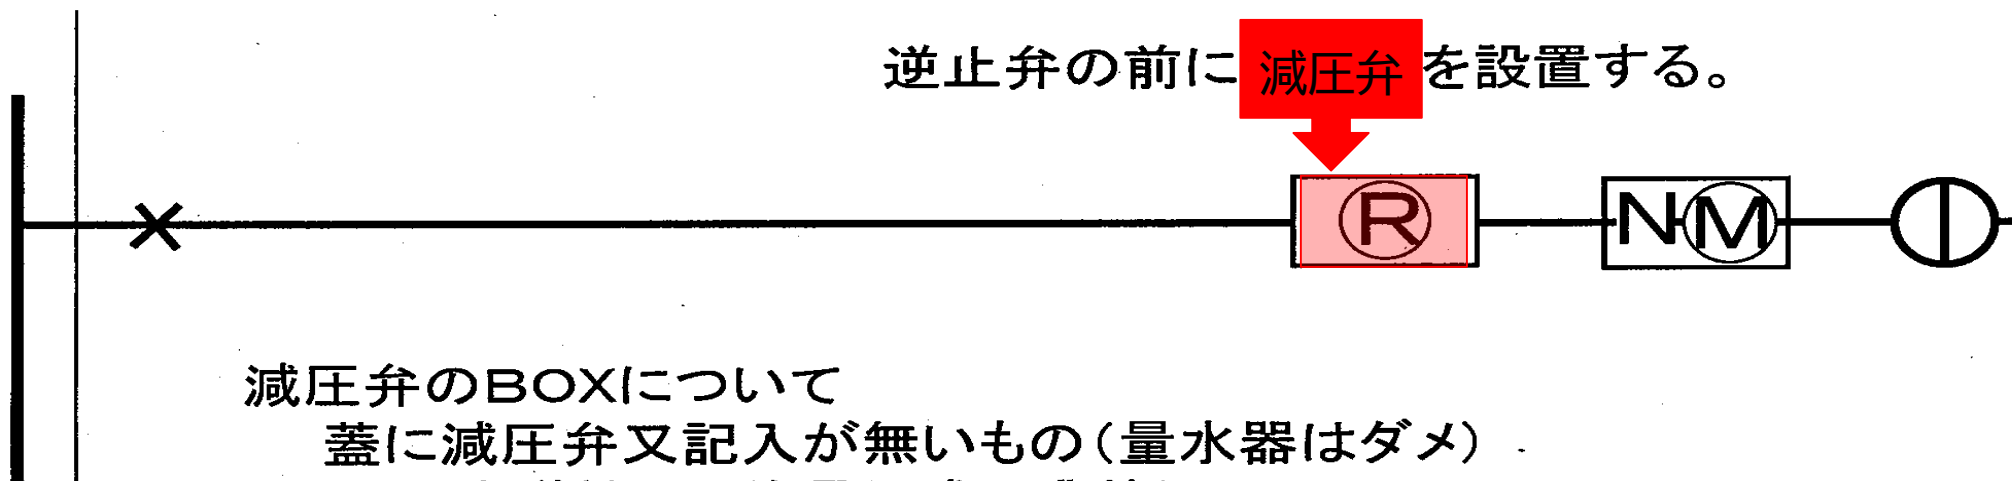 逆止弁の前に減圧弁を設置する。
R
N M
減圧弁のBOXについて
蓋に減圧弁又記入が無いもの(量水器はダメ)